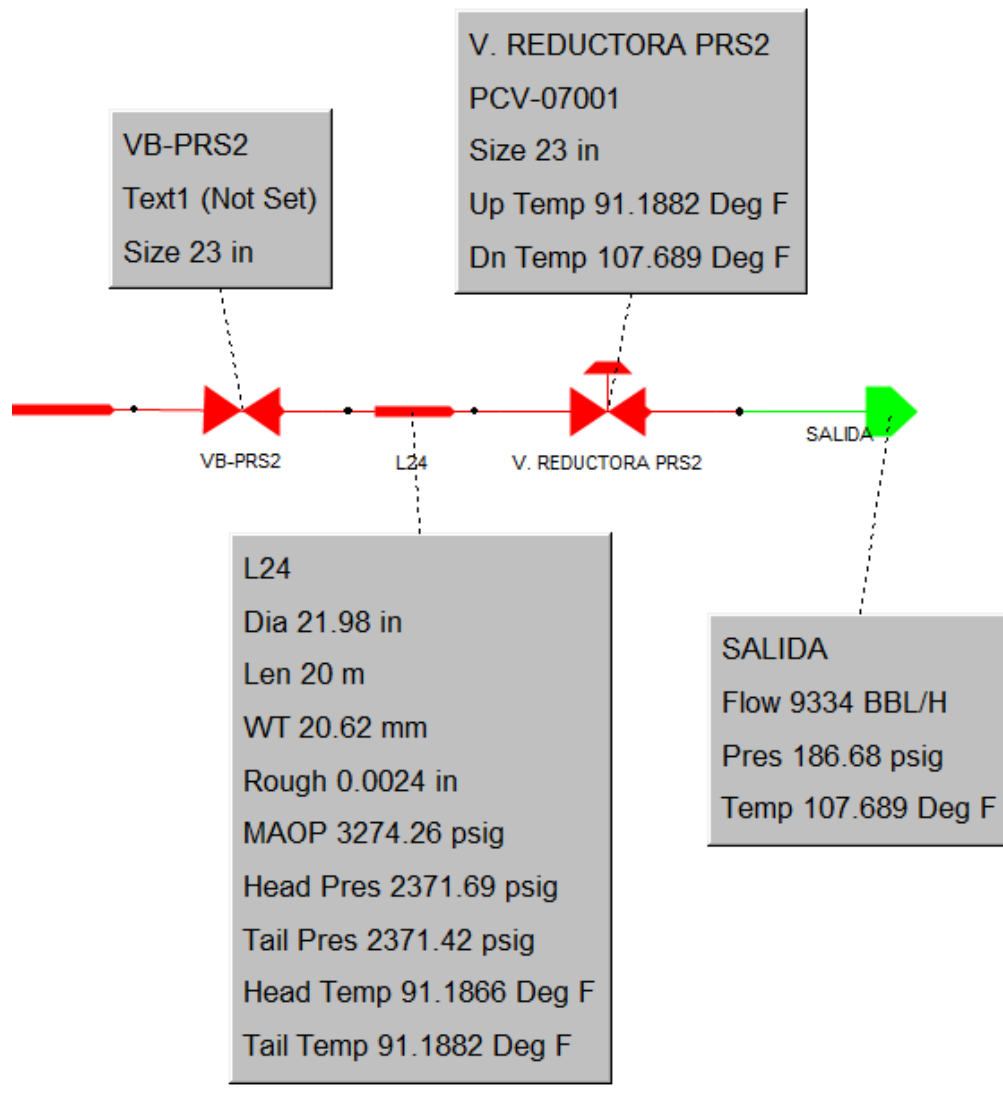 V. REDUCTORA PRS2
PCV-07001
Size 23 in
Up Temp 91.1882 Deg F
Dn Temp 107.689 Deg F
VB-PRS2
Text1 (Not Set)
Size 23 in
VB-PRS2
L24
V. REDUCTORA PRS2
SALIDA
L24
Dia 21.98 in
Len 20 m
WT 20.62 mm
Rough 0.0024 in
MAOP 3274.26 psig
Head Pres 2371.69 psig
Tail Pres 2371.42 psig
Head Temp 91.1866 Deg F
Tail Temp 91.1882 Deg F
SALIDA
Flow 9334 BBL/H
Pres 186.68 psig
Temp 107.689 Deg F